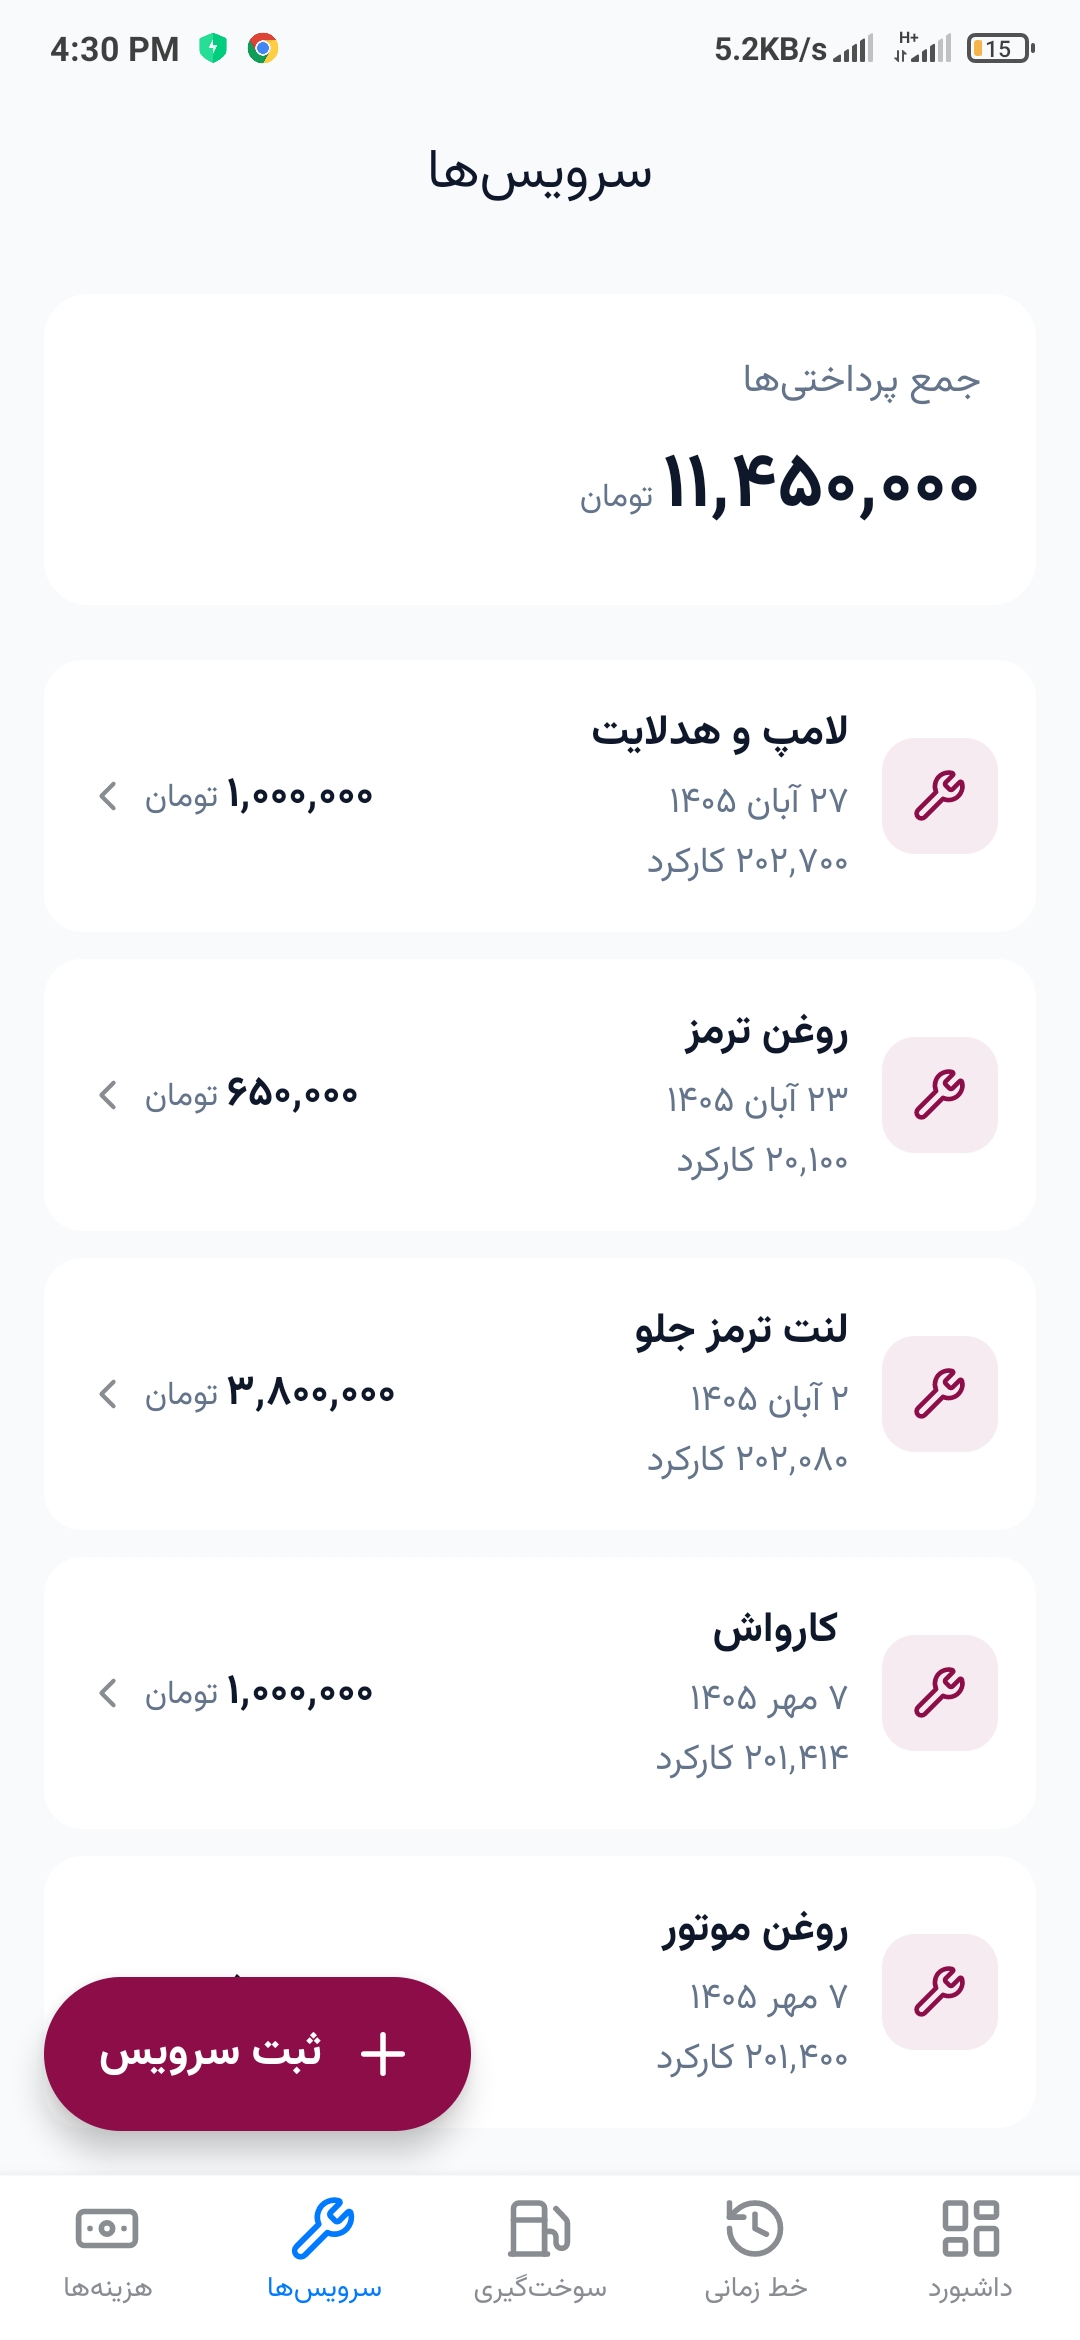 4:30 PM
5.2KB/s
H+
15
سرویس‌ها
جمع پرداختی‌ها
۱۱,۴۵۰,۰۰۰ تومان
لامپ و هدلایت
۲۷ آبان ۱۴۰۵
۲۰۲,۷۰۰ کارکرد
۱,۰۰۰,۰۰۰ تومان
روغن ترمز
۲۳ آبان ۱۴۰۵
۲۰,۱۰۰ کارکرد
۶۵۰,۰۰۰ تومان
لنت ترمز جلو
۲ آبان ۱۴۰۵
۲۰۲,۰۸۰ کارکرد
۳,۸۰۰,۰۰۰ تومان
کارواش
۷ مهر ۱۴۰۵
۲۰۱,۴۱۴ کارکرد
۱,۰۰۰,۰۰۰ تومان
روغن موتور
۷ مهر ۱۴۰۵
۲۰۱,۴۰۰ کارکرد
ثبت سرویس
داشبورد
خط زمانی
سوخت‌گیری
سرویس‌ها
هزینه‌ها